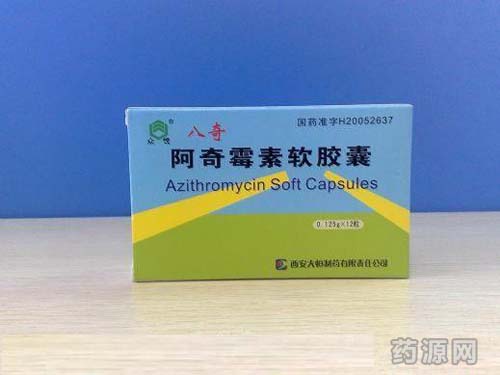 国药准字H20052637
八奇
阿奇霉素软胶囊
Azithromycin Soft Capsules
0.125g×12粒
西安大恒制药有限责任公司
药源网